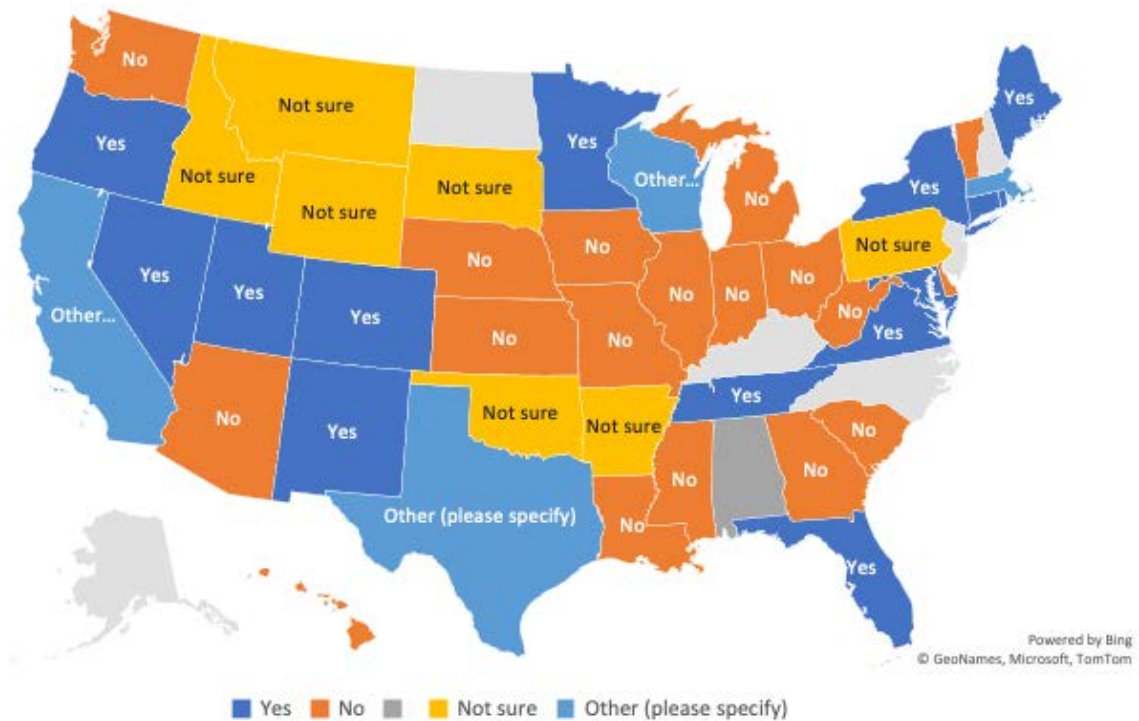 No
Yes
Not sure
Not sure
Not sure
Not sure
Yes
Other...
No
Yes
Yes
Not sure
Other...
Yes
Yes
Yes
No
No
No
No
No
No
No
No
Yes
No
Yes
Not sure
Not sure
Yes
No
No
No
No
Other (please specify)
Yes
Powered by Bing
© GeoNames, Microsoft, TomTom
Yes No Not sure Other (please specify)